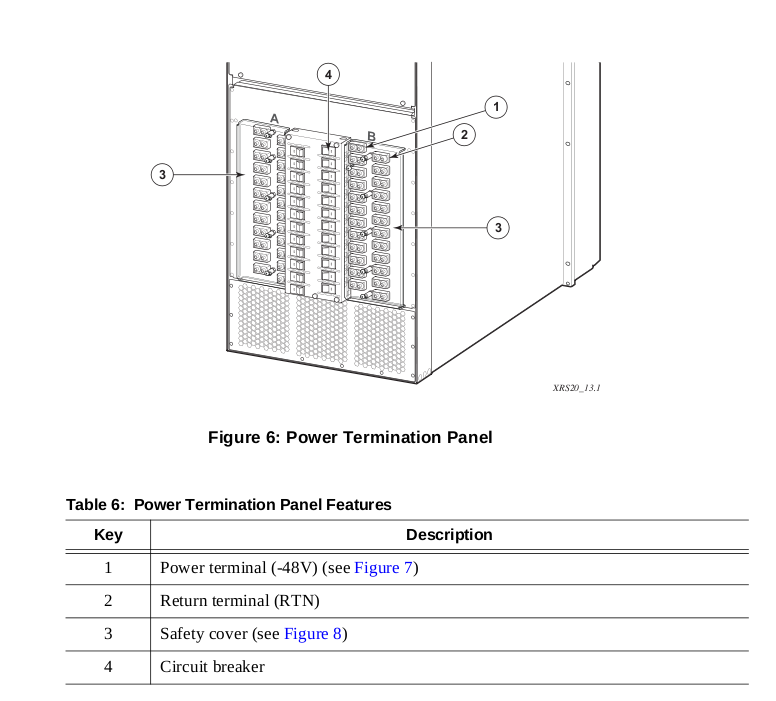 4
1
A
B
2
3
3
XRS20_13.1
Figure 6: Power Termination Panel
Table 6: Power Termination Panel Features
Key Description
1 Power terminal (-48V) (see Figure 7)
2 Return terminal (RTN)
3 Safety cover (see Figure 8)
4 Circuit breaker